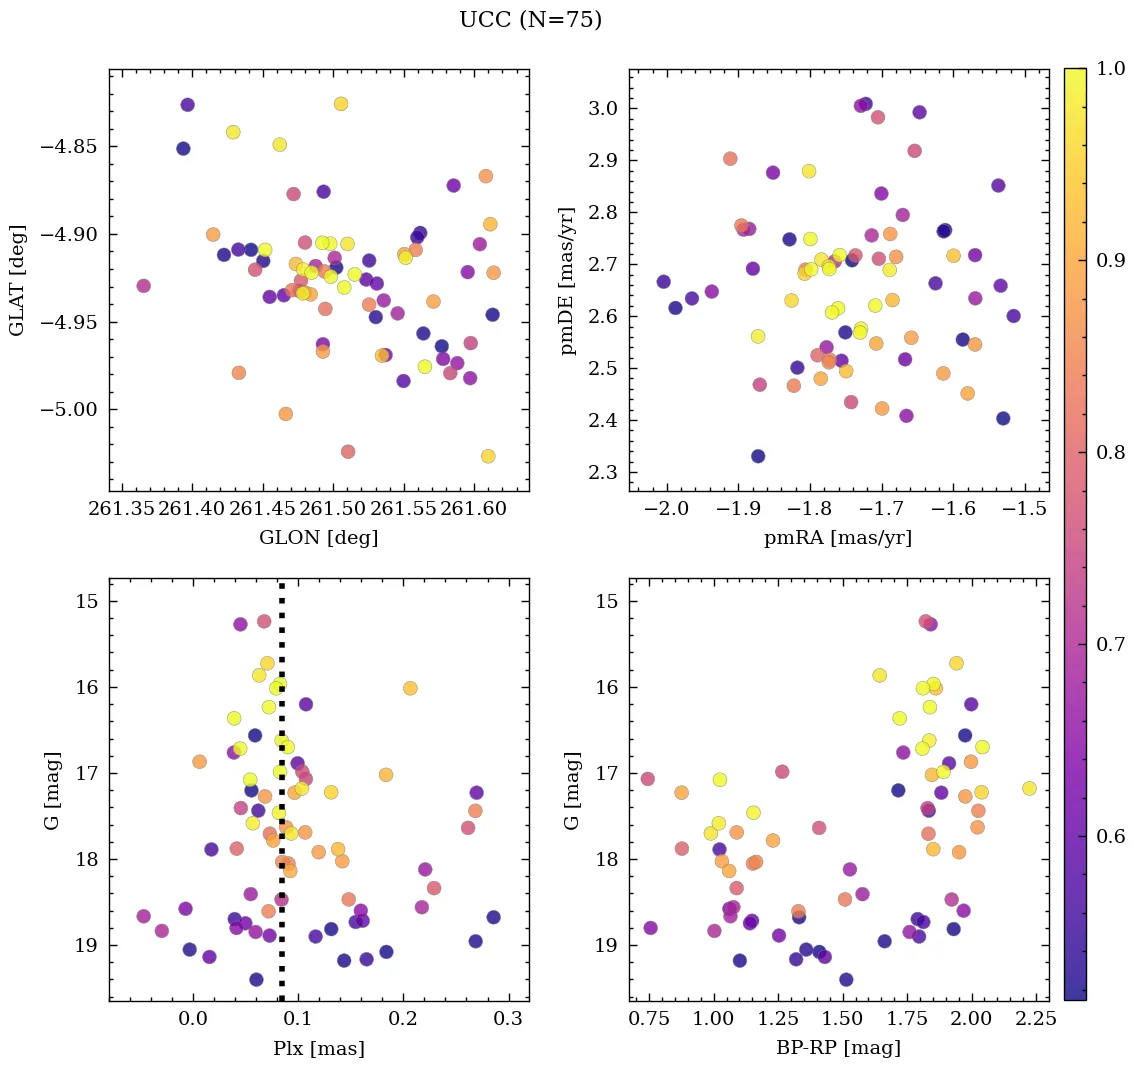 UCC (N=75)
−4.85
−4.90
−4.95
−5.00
GLAT [deg]
261.35 261.40 261.45 261.50 261.55 261.60
GLON [deg]
3.0
2.9
2.8
2.7
2.6
2.5
2.4
2.3
pmDE [mas/yr]
−2.0 −1.9 −1.8 −1.7 −1.6 −1.5
pmRA [mas/yr]
1.0
0.9
0.8
0.7
0.6
15
16
17
18
19
G [mag]
0.0 0.1 0.2 0.3
Plx [mas]
15
16
17
18
19
G [mag]
0.75 1.00 1.25 1.50 1.75 2.00 2.25
BP-RP [mag]